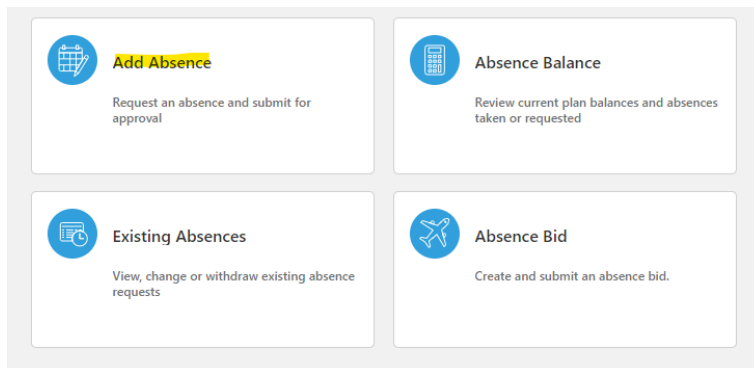 Add Absence
Request an absence and submit for
approval
Absence Balance
Review current plan balances and absences
taken or requested
Existing Absences
View, change or withdraw existing absence
requests
Absence Bid
Create and submit an absence bid.